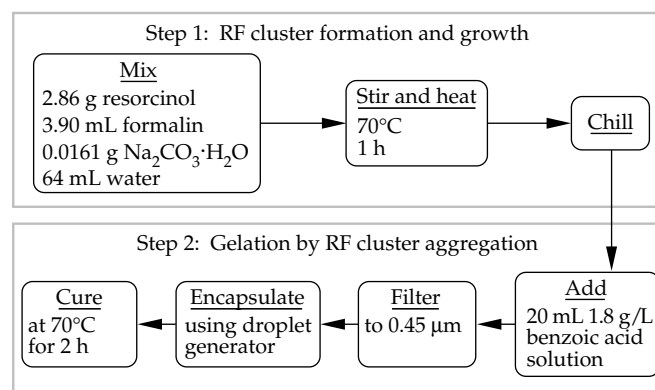 Step 1: RF cluster formation and growth
Mix
2.86 g resorcinol
3.90 mL formalin
0.0161 g Na₂CO₃·H₂O
64 mL water
Stir and heat
70°C
1 h
Chill
Step 2: Gelation by RF cluster aggregation
Cure
at 70°C
for 2 h
Encapsulate
using droplet
generator
Filter
to 0.45 μm
Add
20 mL 1.8 g/L
benzoic acid
solution